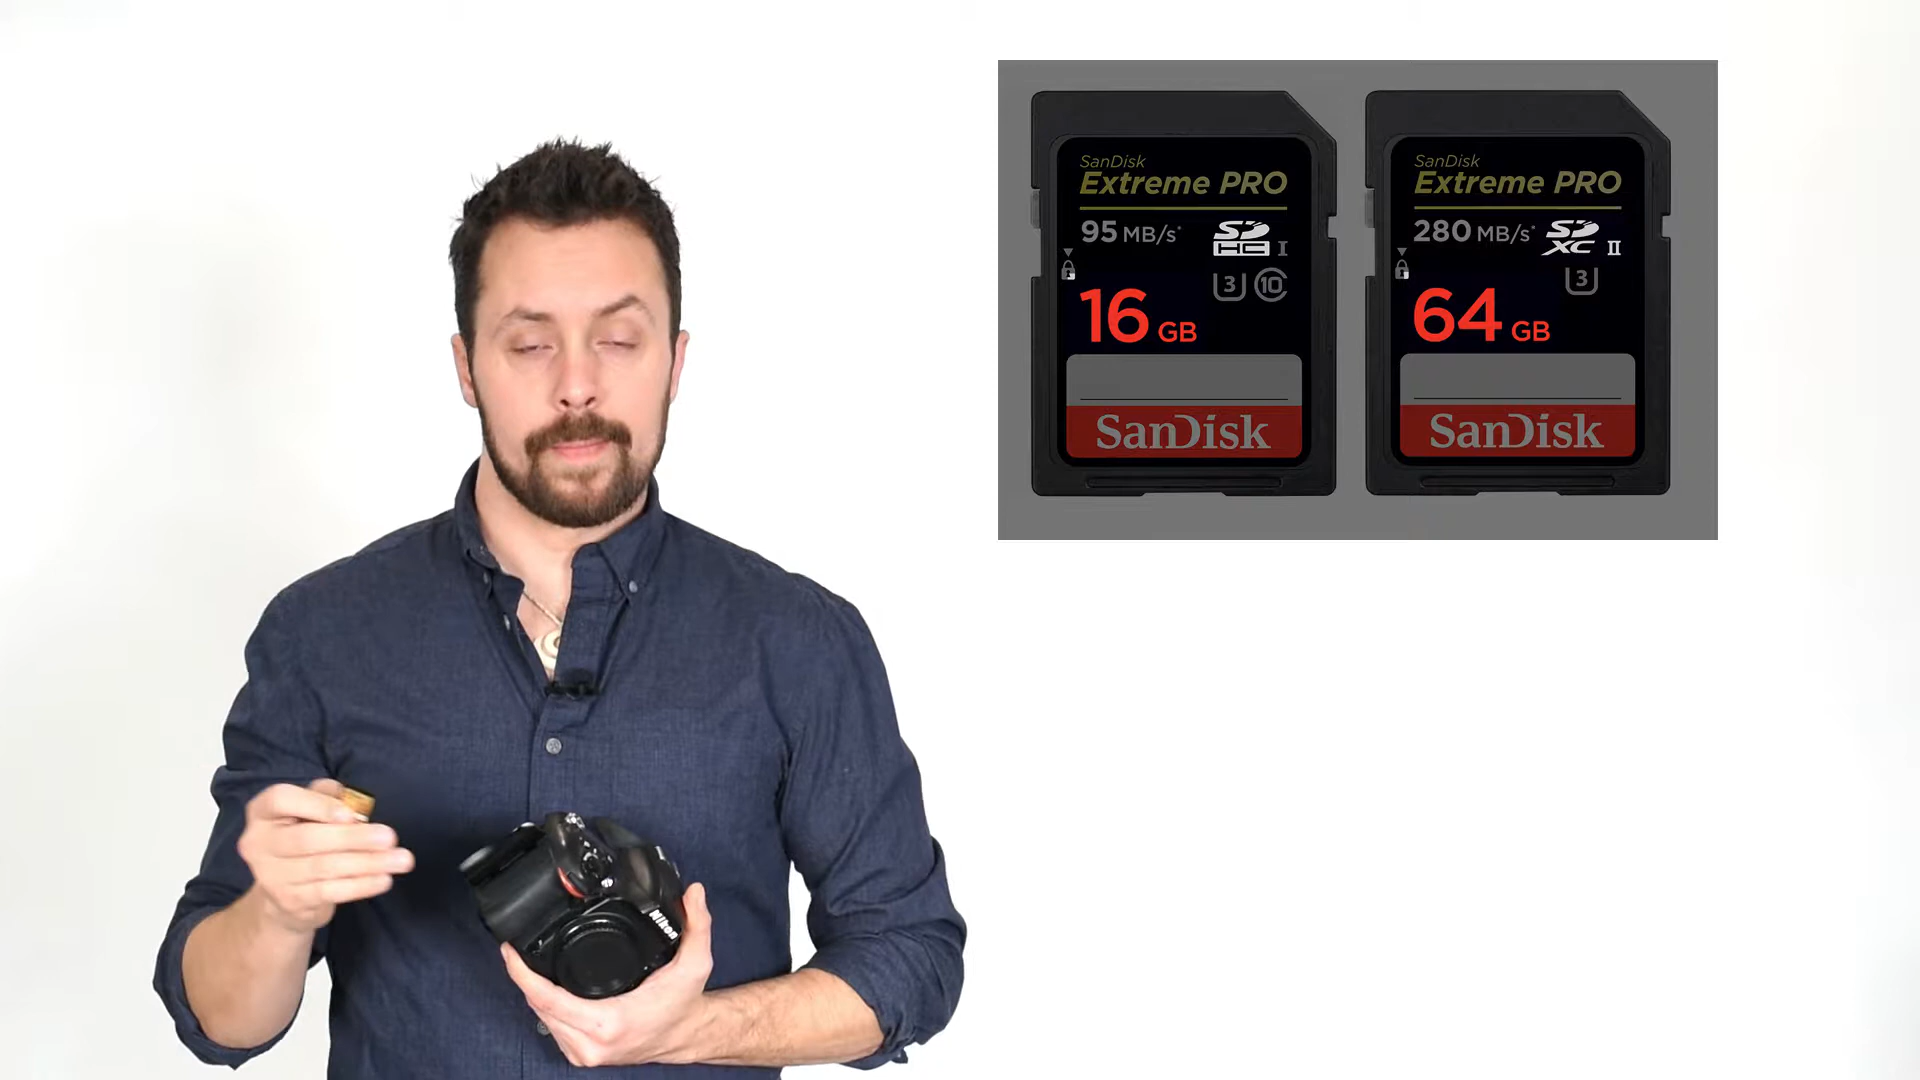 SanDisk
Extreme PRO
95 MB/s*
SD HC I
3 10
16 GB
SanDisk
SanDisk
Extreme PRO
280 MB/s*
SD XC II
3
64 GB
SanDisk
Nikon